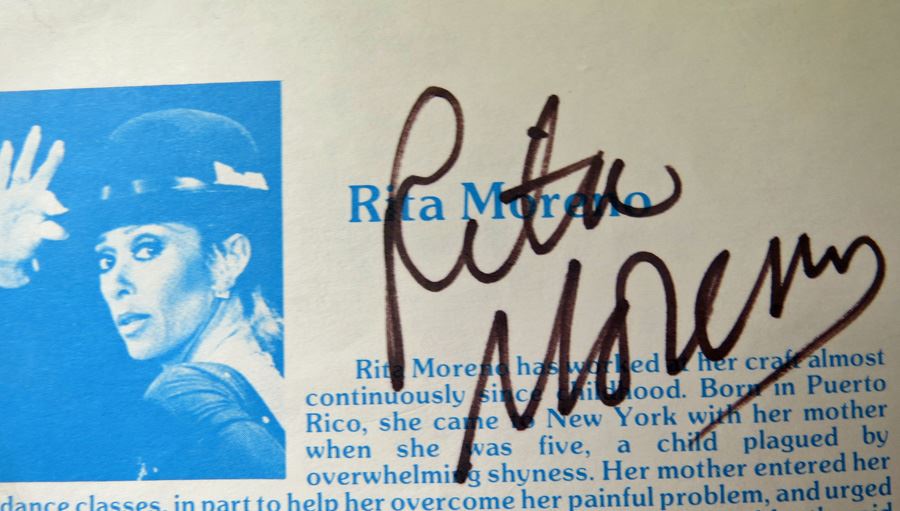 Rita Moreno
Rita
Moreno
Rita Moreno has worked at her craft almost
continuously since childhood. Born in Puerto
Rico, she came to New York with her mother
when she was five, a child plagued by
overwhelming shyness. Her mother entered her
dance classes, in part to help her overcome her painful problem, and urged